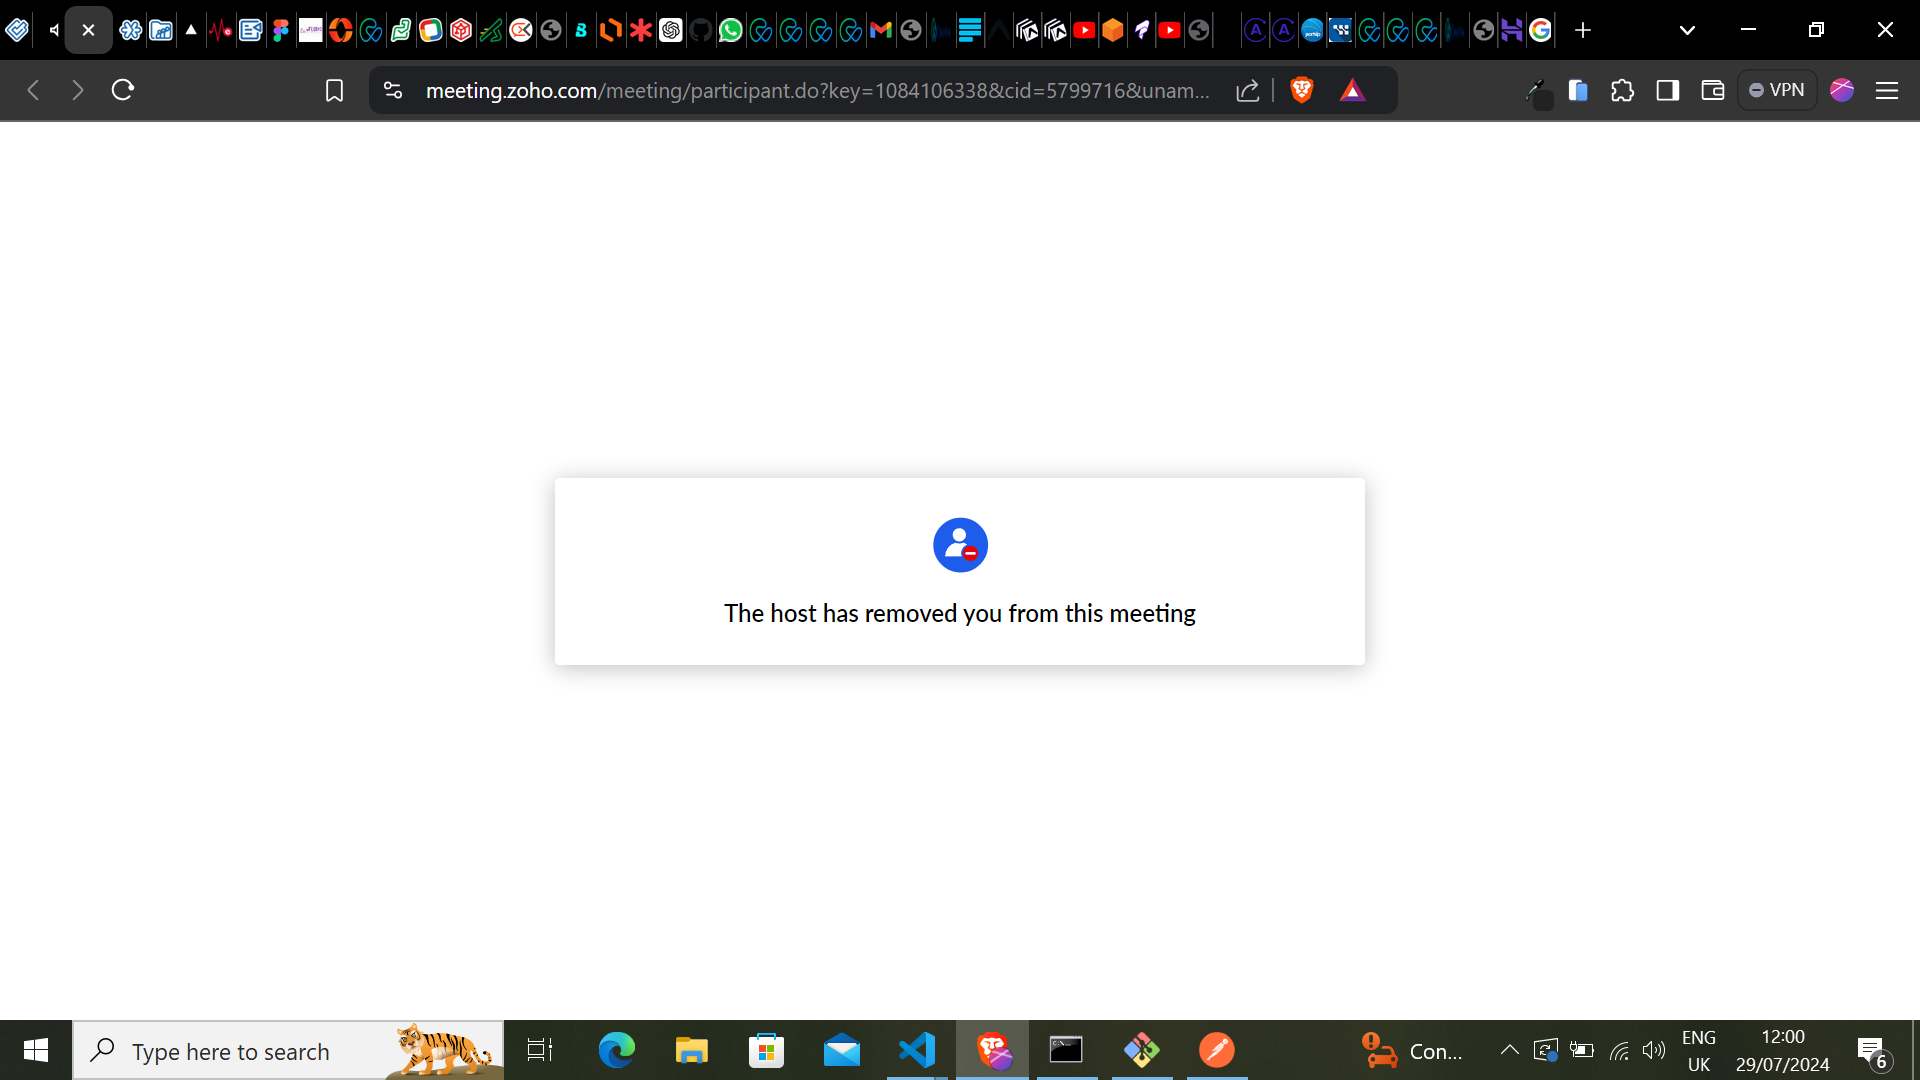 meeting.zoho.com/meeting/participant.do?key=1084106338&cid=5799716&unam...
VPN
The host has removed you from this meeting
Type here to search
Con...
ENG
UK
12:00
29/07/2024
6